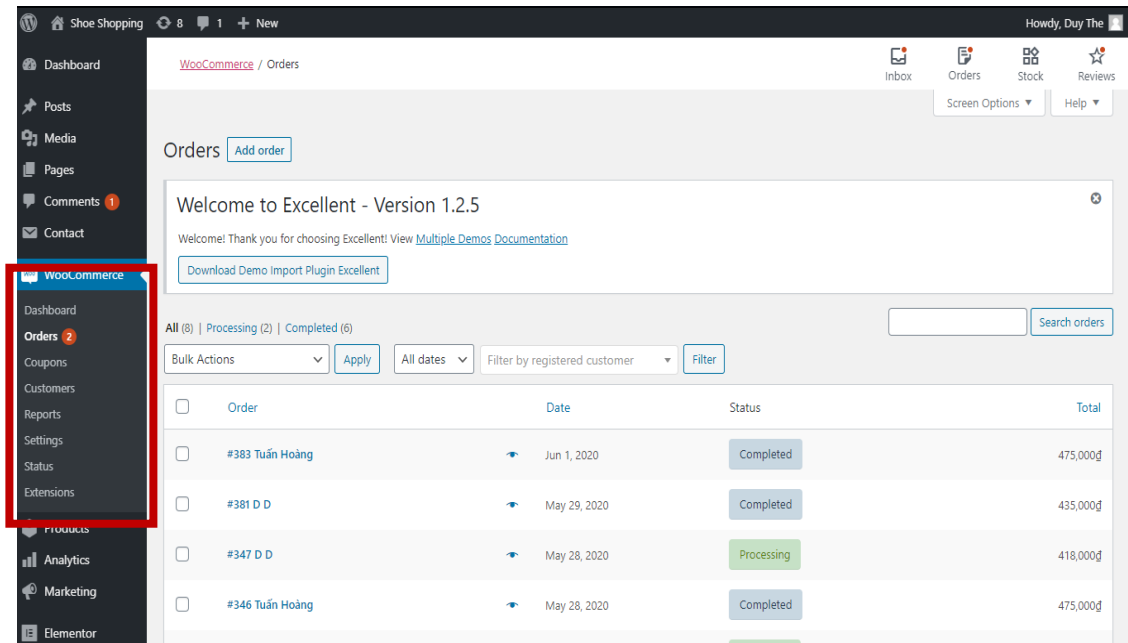 Shoe Shopping 8 1 + New Howdy, Duy The
Dashboard
Posts
Media
Pages
Comments 1
Contact
WooCommerce
Dashboard
Orders 2
Coupons
Customers
Reports
Settings
Status
Extensions
Products
Analytics
Marketing
Elementor
WooCommerce / Orders
Inbox Orders Stock Reviews
Screen Options ▼ Help ▼
Orders Add order
Welcome to Excellent - Version 1.2.5
Welcome! Thank you for choosing Excellent! View Multiple Demos Documentation
Download Demo Import Plugin Excellent
All (8) | Processing (2) | Completed (6)
Search orders
Bulk Actions Apply All dates Filter by registered customer Filter
Order Date Status Total
#383 Tuấn Hoàng Jun 1, 2020 Completed 475,000₫
#381 D D May 29, 2020 Completed 435,000₫
#347 D D May 28, 2020 Processing 418,000₫
#346 Tuấn Hoàng May 28, 2020 Completed 475,000₫